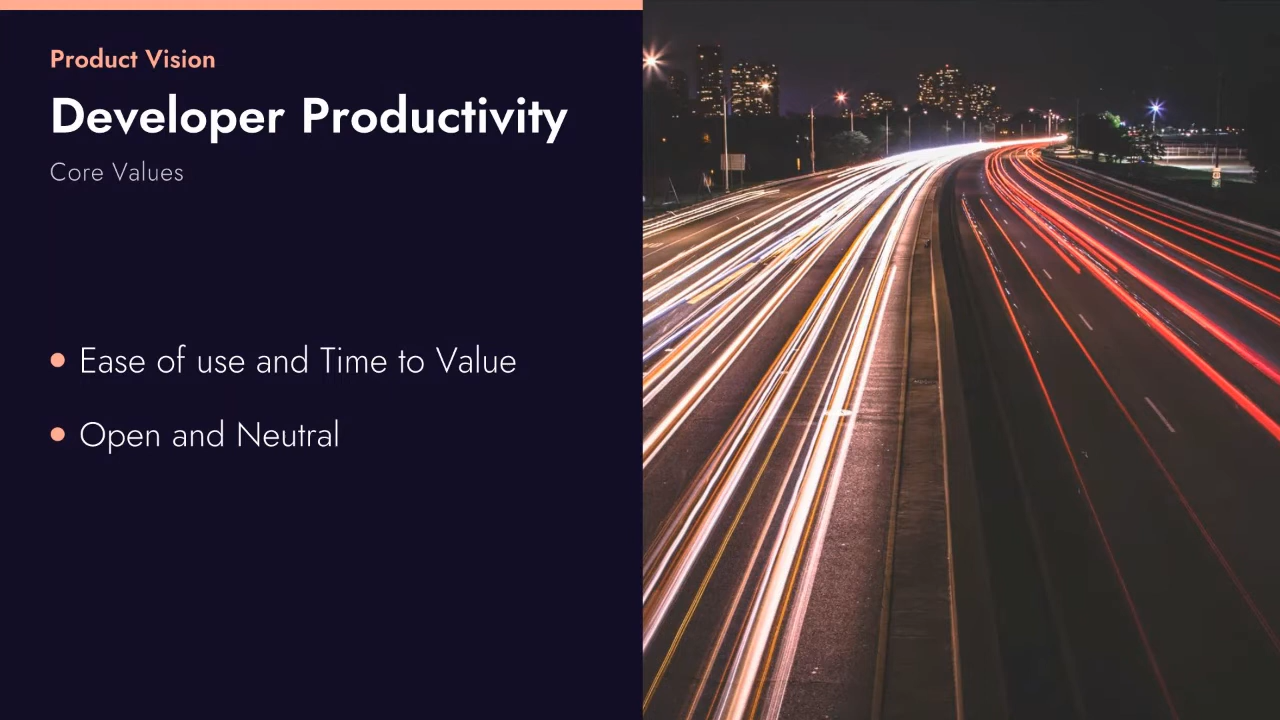 Product Vision
Developer Productivity
Core Values
Ease of use and Time to Value
Open and Neutral